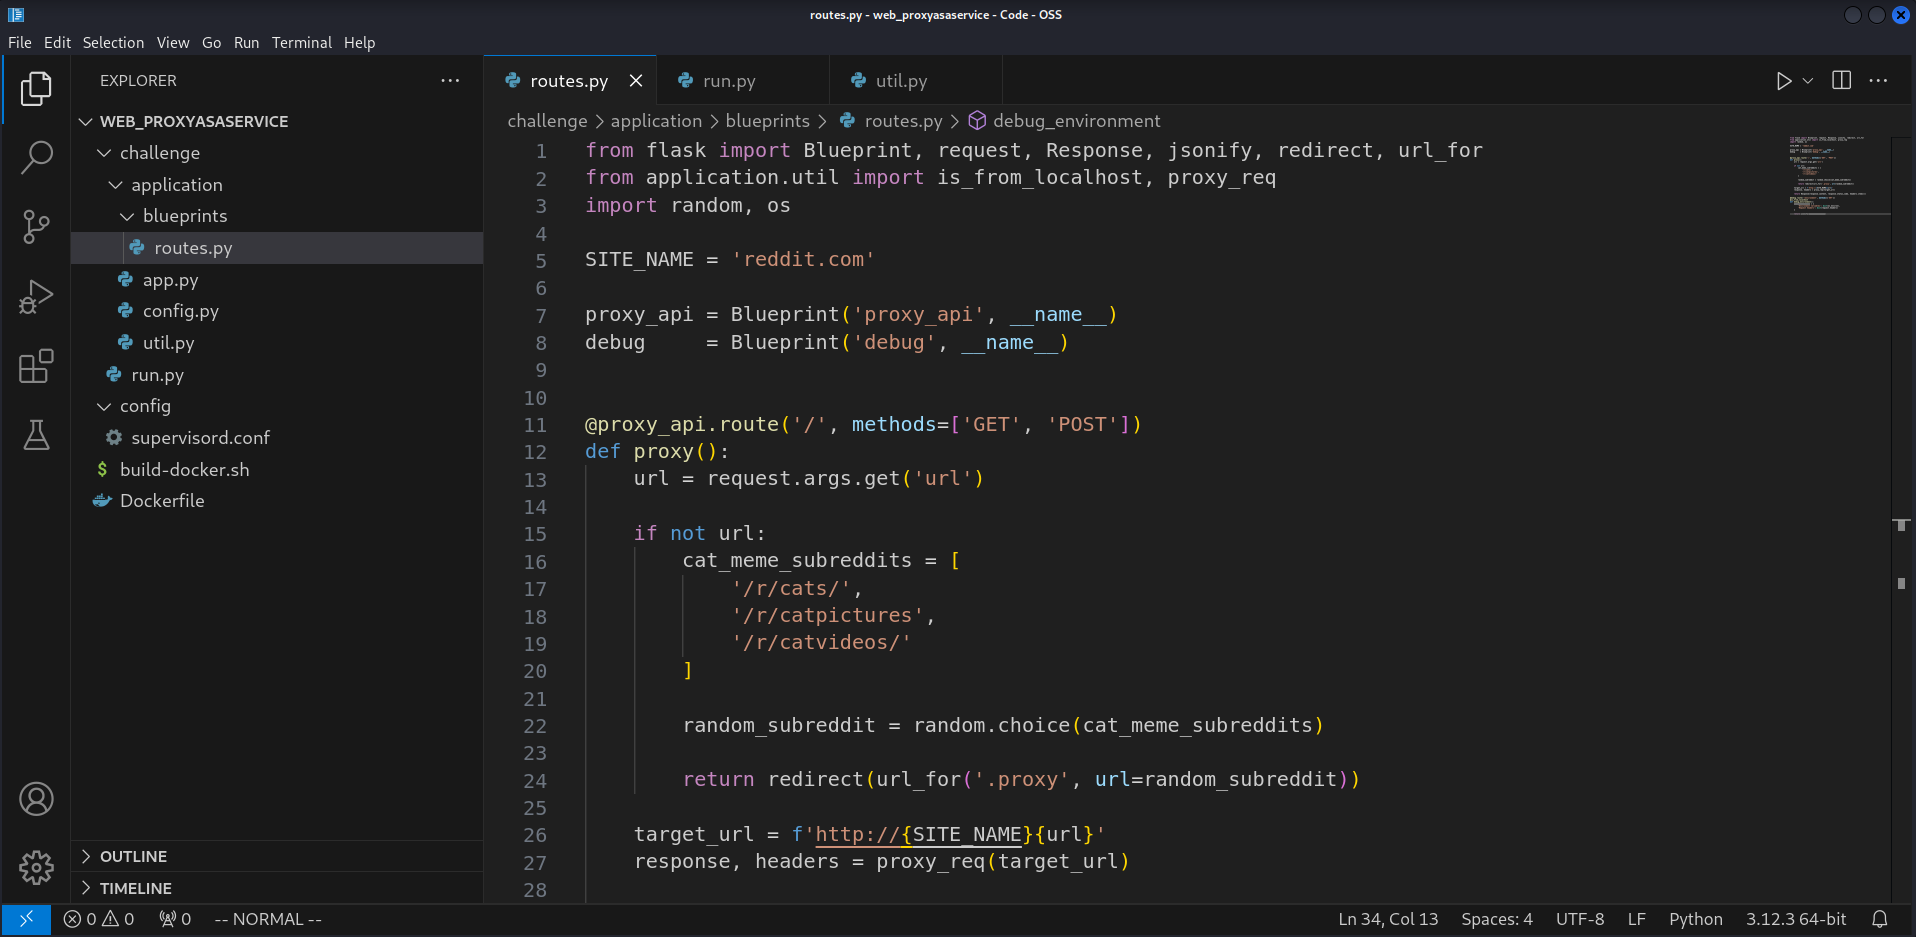 routes.py - web_proxyasaservice - Code - OSS
File Edit Selection View Go Run Terminal Help
EXPLORER
routes.py
run.py
util.py
WEB_PROXYASASERVICE
challenge
application
blueprints
routes.py
app.py
config.py
util.py
run.py
config
supervisord.conf
build-docker.sh
Dockerfile
OUTLINE
TIMELINE
challenge > application > blueprints > routes.py > debug_environment
1 from flask import Blueprint, request, Response, jsonify, redirect, url_for
2 from application.util import is_from_localhost, proxy_req
3 import random, os
4
5 SITE_NAME = 'reddit.com'
6
7 proxy_api = Blueprint('proxy_api', __name__)
8 debug     = Blueprint('debug', __name__)
9
10
11 @proxy_api.route('/', methods=['GET', 'POST'])
12 def proxy():
13     url = request.args.get('url')
14
15     if not url:
16         cat_meme_subreddits = [
17             '/r/cats/',
18             '/r/catpictures',
19             '/r/catvideos/'
20         ]
21
22         random_subreddit = random.choice(cat_meme_subreddits)
23
24         return redirect(url_for('.proxy', url=random_subreddit))
25
26     target_url = f'http://{SITE_NAME}{url}'
27     response, headers = proxy_req(target_url)
28
0 0 0 -- NORMAL -- Ln 34, Col 13 Spaces: 4 UTF-8 LF Python 3.12.3 64-bit